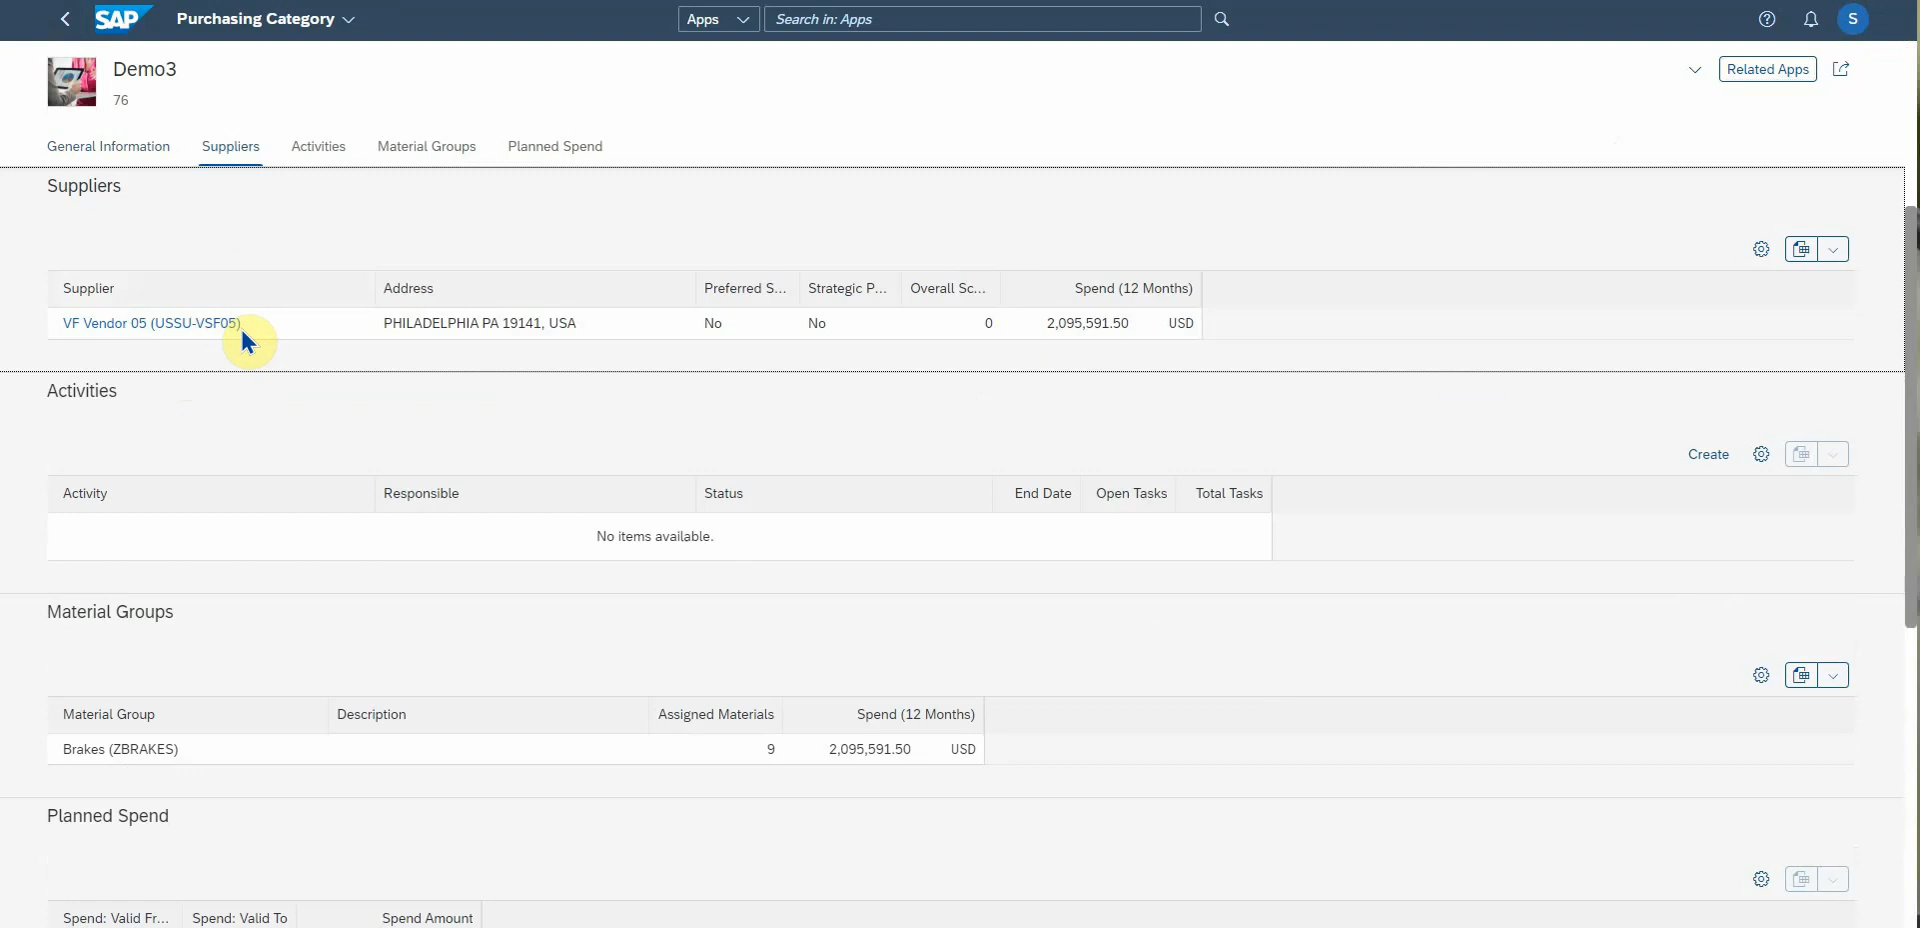 SAP Purchasing Category Apps Search in: Apps S
Demo3
Related Apps
76
General Information Suppliers Activities Material Groups Planned Spend
Suppliers
Supplier Address Preferred S... Strategic P... Overall Sc... Spend (12 Months)
VF Vendor 05 (USSU-VSF05) PHILADELPHIA PA 19141, USA No No 0 2,095,591.50 USD
Activities
Create
Activity Responsible Status End Date Open Tasks Total Tasks
No items available.
Material Groups
Material Group Description Assigned Materials Spend (12 Months)
Brakes (ZBRAKES) 9 2,095,591.50 USD
Planned Spend
Spend: Valid Fr... Spend: Valid To Spend Amount